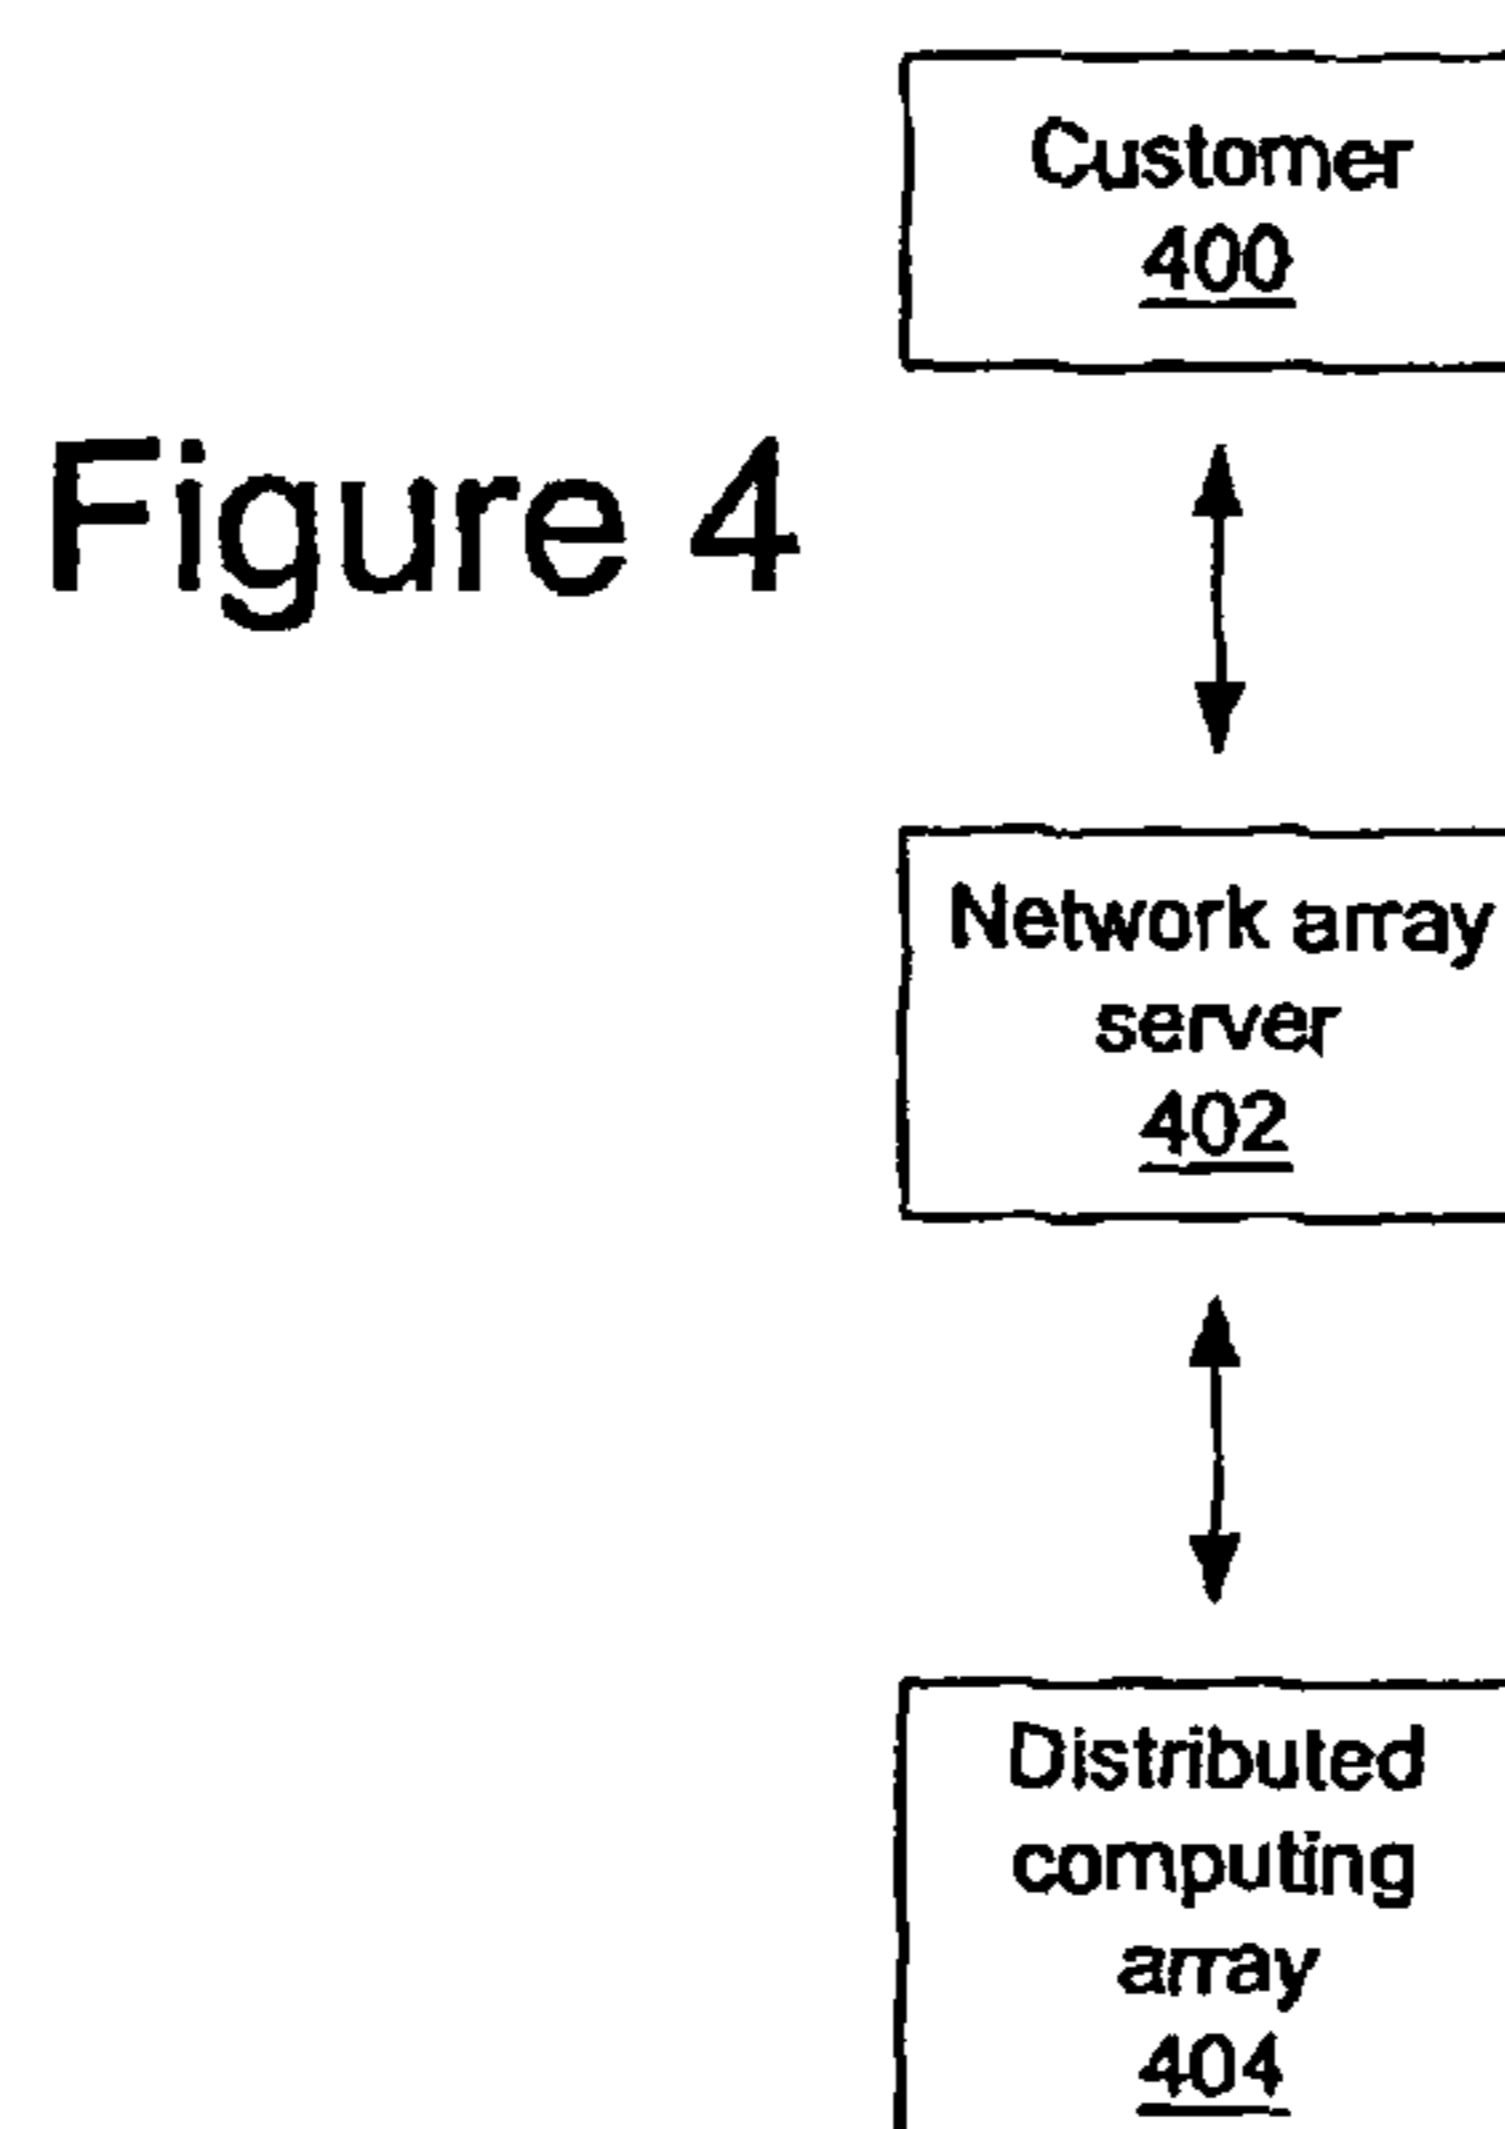 Customer
400
Figure 4
Network array
server
402
Distributed
computing
array
404